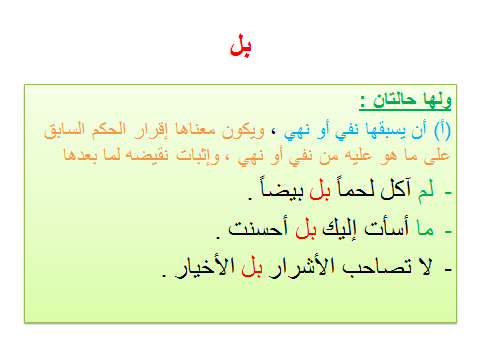 بل
ولها حالتان :
(أ) أن يسبقها نفي أو نهي ، ويكون معناها إقرار الحكم السابق
على ما هو عليه من نفي أو نهي ، وإثبات نقيضه لما بعدها
- لم آكل لحماً بل بيضاً .
- ما أسأت إليك بل أحسنت .
- لا تصاحب الأشرار بل الأخيار .